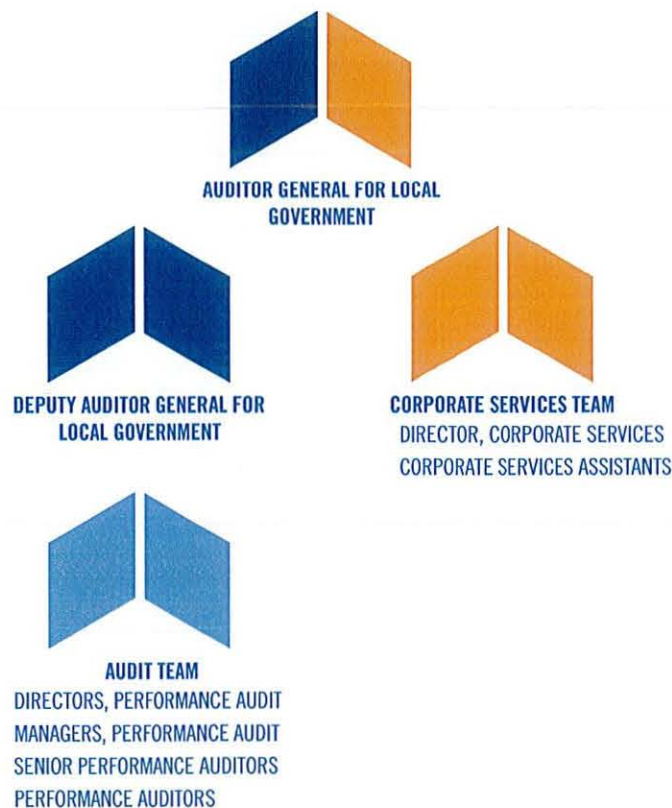 AUDITOR GENERAL FOR LOCAL
GOVERNMENT
DEPUTY AUDITOR GENERAL FOR
LOCAL GOVERNMENT
CORPORATE SERVICES TEAM
DIRECTOR, CORPORATE SERVICES
CORPORATE SERVICES ASSISTANTS
AUDIT TEAM
DIRECTORS, PERFORMANCE AUDIT
MANAGERS, PERFORMANCE AUDIT
SENIOR PERFORMANCE AUDITORS
PERFORMANCE AUDITORS